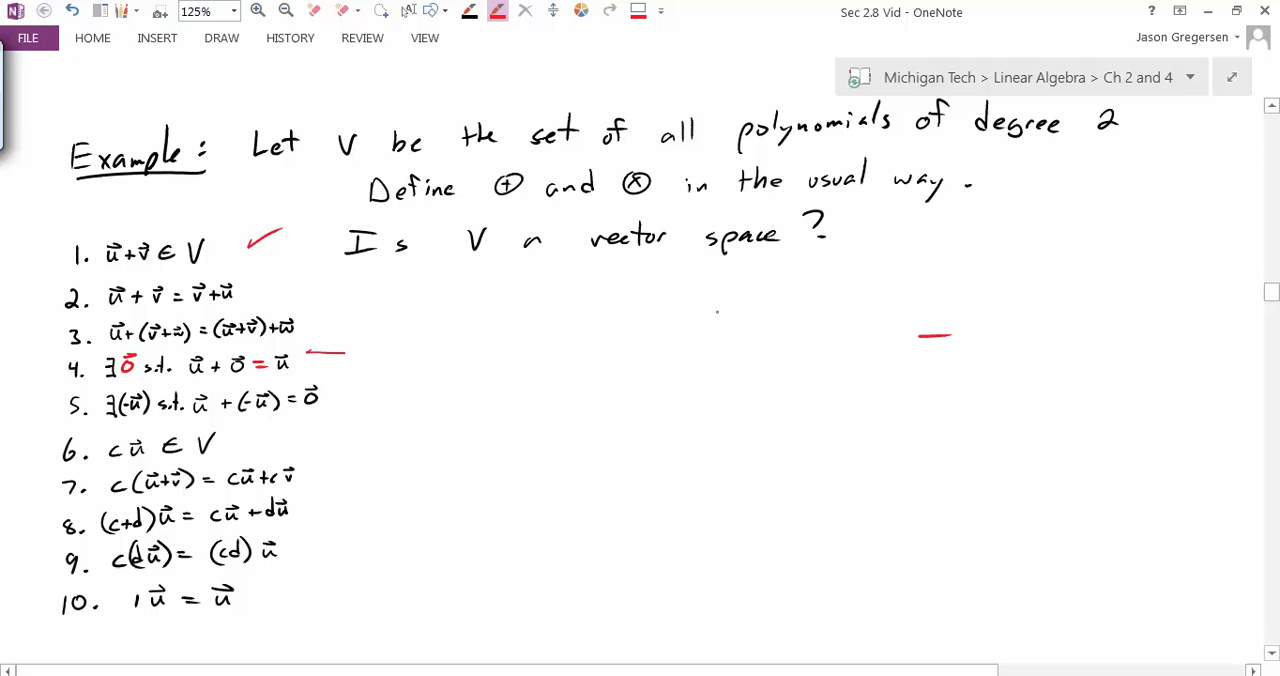 125%
Sec 2.8 Vid - OneNote
FILE HOME INSERT DRAW HISTORY REVIEW VIEW
Jason Gregersen
Michigan Tech > Linear Algebra > Ch 2 and 4
Example: Let V be the set of all polynomials of degree 2
Define ⊕ and ⊗ in the usual way.
Is V a vector space?
1. u⃗+v⃗ ∈ V ✓
2. u⃗ + v⃗ = v⃗+u⃗
3. u⃗+(v⃗+w⃗) = (u⃗+v⃗)+w⃗
4. ∃ 0⃗ s.t. u⃗ + 0⃗ = u⃗
5. ∃(-u⃗) s.t. u⃗ + (-u⃗) = 0⃗
6. cu⃗ ∈ V
7. c(u⃗+v⃗) = cu⃗+cv⃗
8. (c+d)u⃗ = cu⃗ + du⃗
9. c(du⃗) = (cd) u⃗
10. 1u⃗ = u⃗